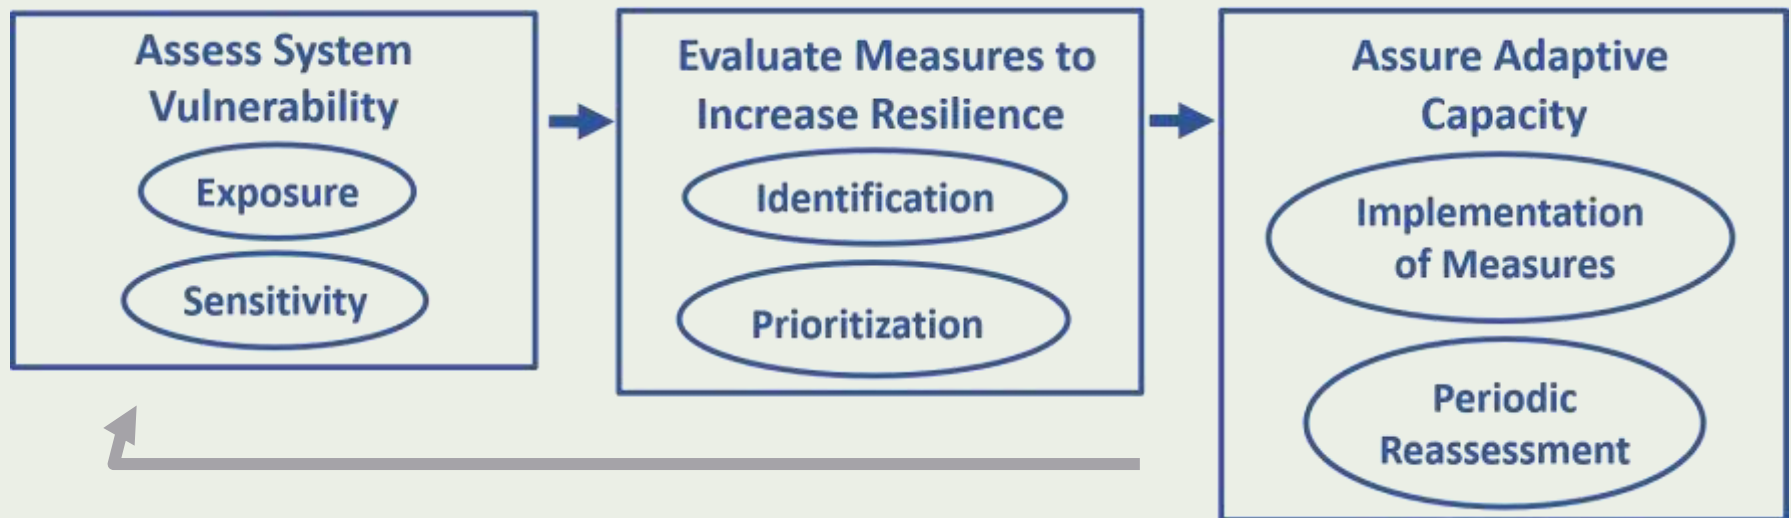 Assess System
Vulnerability
Exposure
Sensitivity
Evaluate Measures to
Increase Resilience
Identification
Prioritization
Assure Adaptive
Capacity
Implementation
of Measures
Periodic
Reassessment